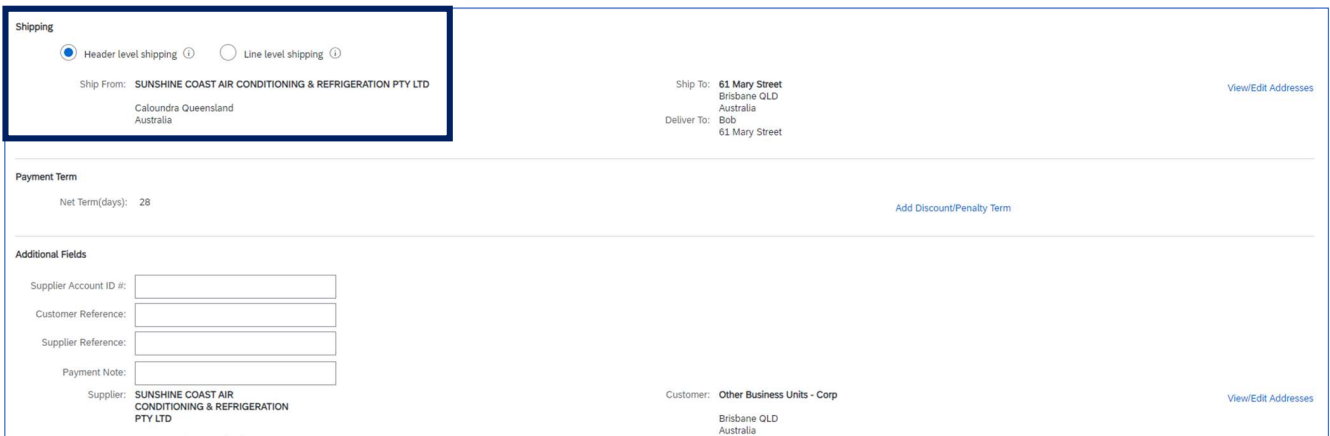 Shipping
Header level shipping
Line level shipping
Ship From: SUNSHINE COAST AIR CONDITIONING & REFRIGERATION PTY LTD
Caloundra Queensland
Australia
Ship To: 61 Mary Street
Brisbane QLD
Australia
Deliver To: Bob
61 Mary Street
View/Edit Addresses
Payment Term
Net Term(days): 28
Add Discount/Penalty Term
Additional Fields
Supplier Account ID #:
Customer Reference:
Supplier Reference:
Payment Note:
Supplier: SUNSHINE COAST AIR
CONDITIONING & REFRIGERATION
PTY LTD
Customer: Other Business Units - Corp
Brisbane QLD
Australia
View/Edit Addresses